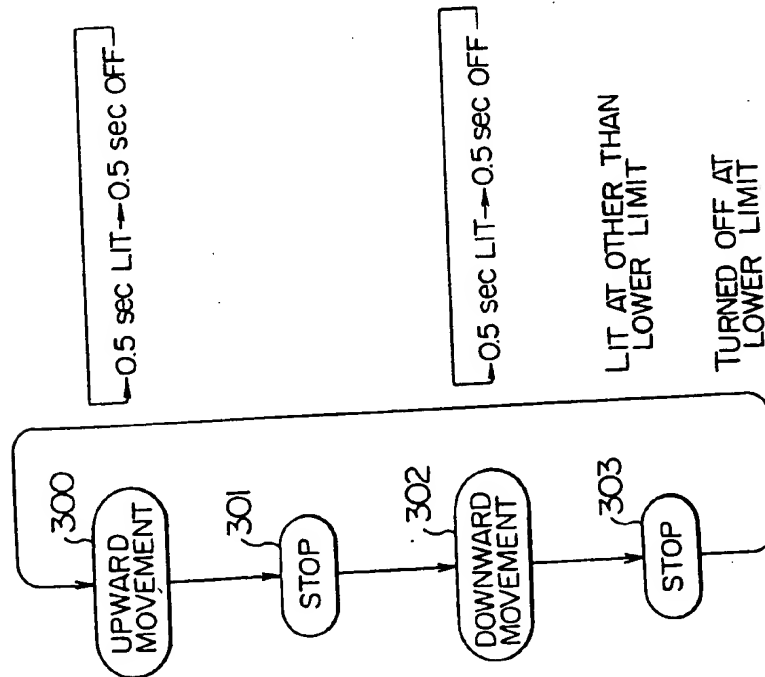 300
UPWARD
MOVEMENT
0.5 sec LIT→0.5 sec OFF
301
STOP
302
DOWNWARD
MOVEMENT
0.5 sec LIT→0.5 sec OFF
303
STOP
LIT AT OTHER THAN
LOWER LIMIT
TURNED OFF AT
LOWER LIMIT